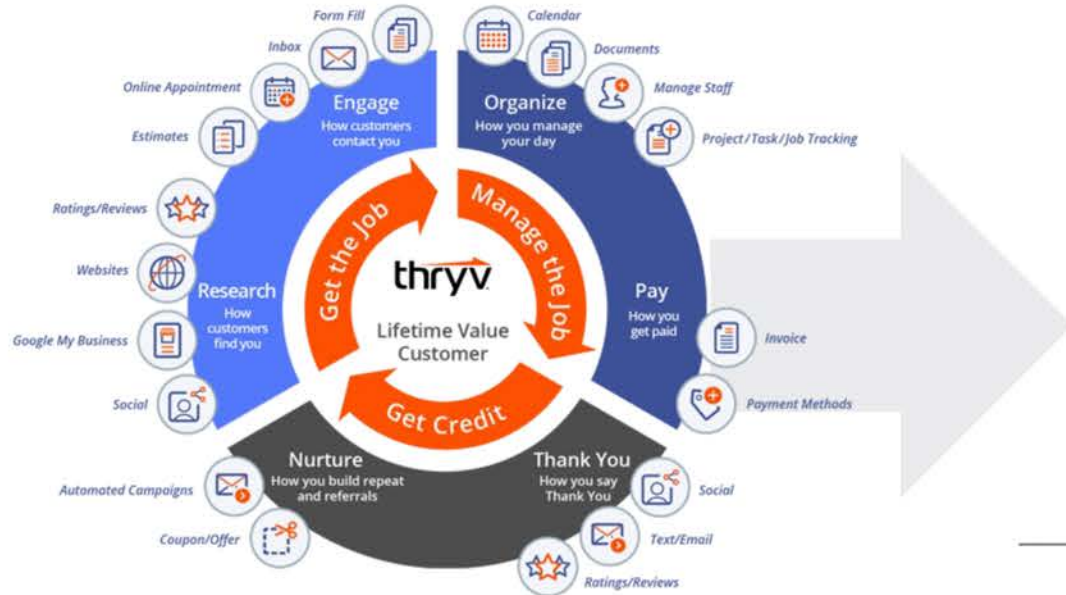 Form Fill
Calendar
Inbox
Documents
Online Appointment
Manage Staff
Estimates
Project/Task/Job Tracking
Engage
How customers
contact you
Organize
How you manage
your day
Ratings/Reviews
Websites
Google My Business
Social
Research
How
customers
find you
Get the Job
Manage the Job
Get Credit
thryv
Lifetime Value
Customer
Pay
How you
get paid
Invoice
Payment Methods
Nurture
How you build repeat
and referrals
Thank You
How you say
Thank You
Automated Campaigns
Coupon/Offer
Social
Text/Email
Ratings/Reviews